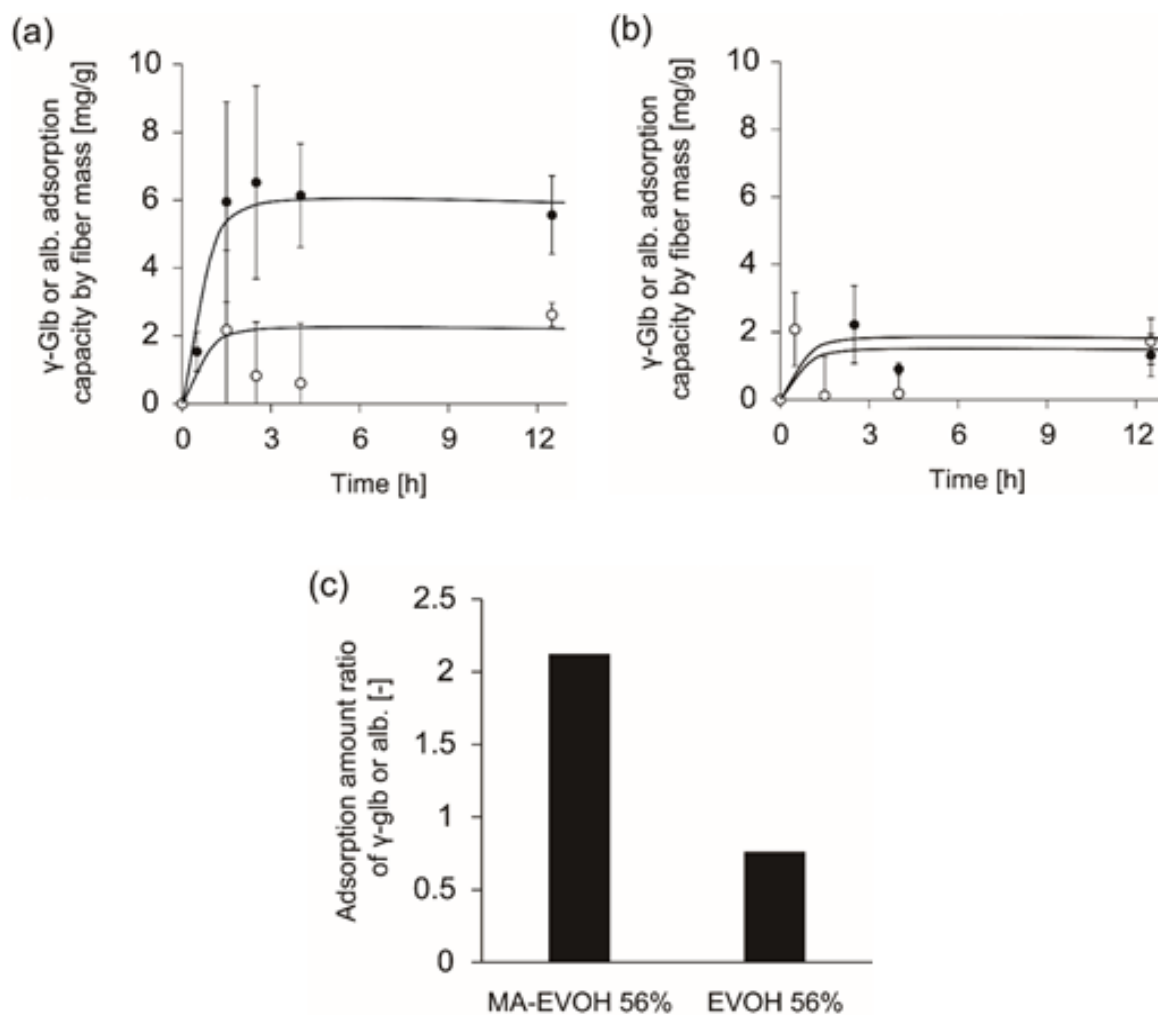 (a)
γ-Glb or alb. adsorption
capacity by fiber mass [mg/g]
10
8
6
4
2
0
0 3 6 9 12
Time [h]
(b)
γ-Glb or alb. adsorption
capacity by fiber mass [mg/g]
10
8
6
4
2
0
0 3 6 9 12
Time [h]
(c)
Adsorption amount ratio
of γ-glb or alb. [-]
2.5
2
1.5
1
0.5
0
MA-EVOH 56% EVOH 56%